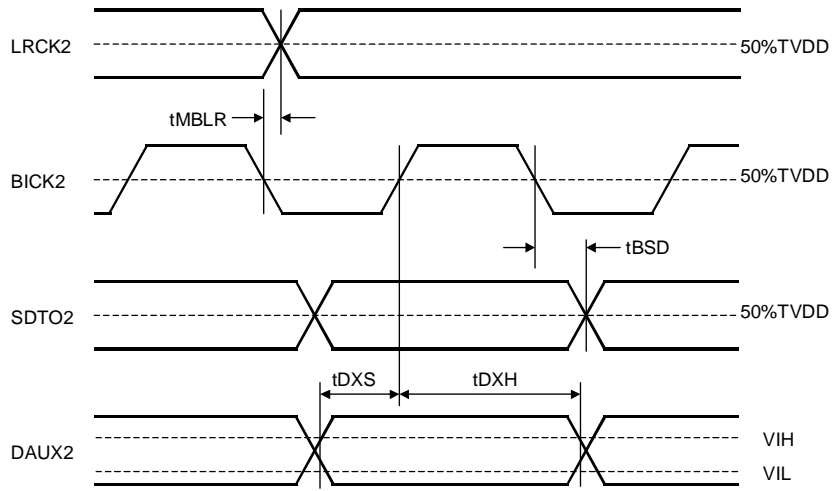 LRCK2
50%TVDD
tMBLR
BICK2
50%TVDD
tBSD
SDTO2
50%TVDD
tDXS
tDXH
DAUX2
VIH
VIL